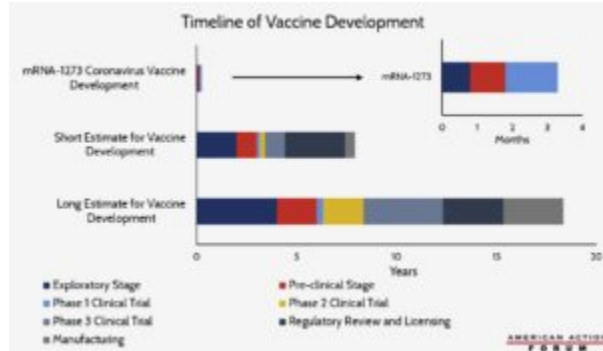 Timeline of Vaccine Development
mRNA-1273 Coronavirus Vaccine
Development
mRNA-1273
0 1 2 3 4
Months
Short Estimate for Vaccine
Development
Long Estimate for Vaccine
Development
0 5 10 15 20
Years
Exploratory Stage
Pre-clinical Stage
Phase 1 Clinical Trial
Phase 2 Clinical Trial
Phase 3 Clinical Trial
Regulatory Review and Licensing
Manufacturing
AMERICAN ACTION
FORUM